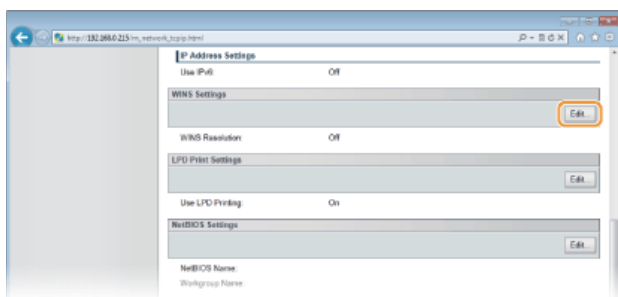 http://192.168.0.215/m_network_tcpip.html
IP Address Settings
Use IPv6: Off
WINS Settings
Edit...
WINS Resolution: Off
LPD Print Settings
Edit...
Use LPD Printing: On
NetBIOS Settings
Edit...
NetBIOS Name:
Workgroup Name: